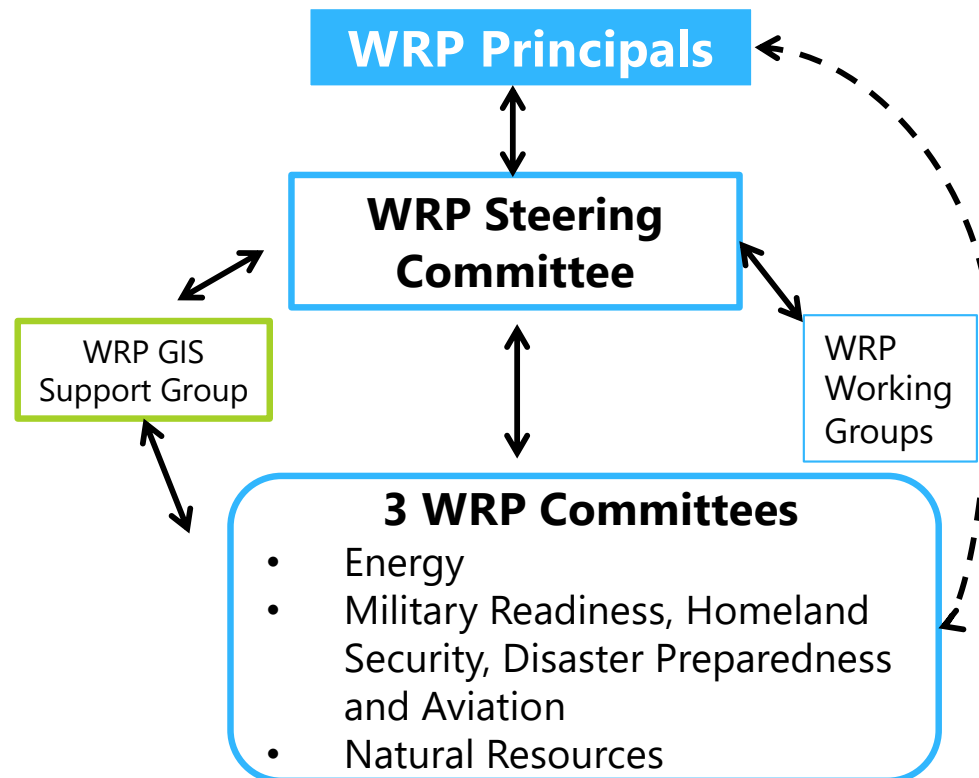 WRP Principals
WRP Steering
Committee
WRP GIS
Support Group
WRP
Working
Groups
3 WRP Committees
• Energy
• Military Readiness, Homeland
Security, Disaster Preparedness
and Aviation
• Natural Resources